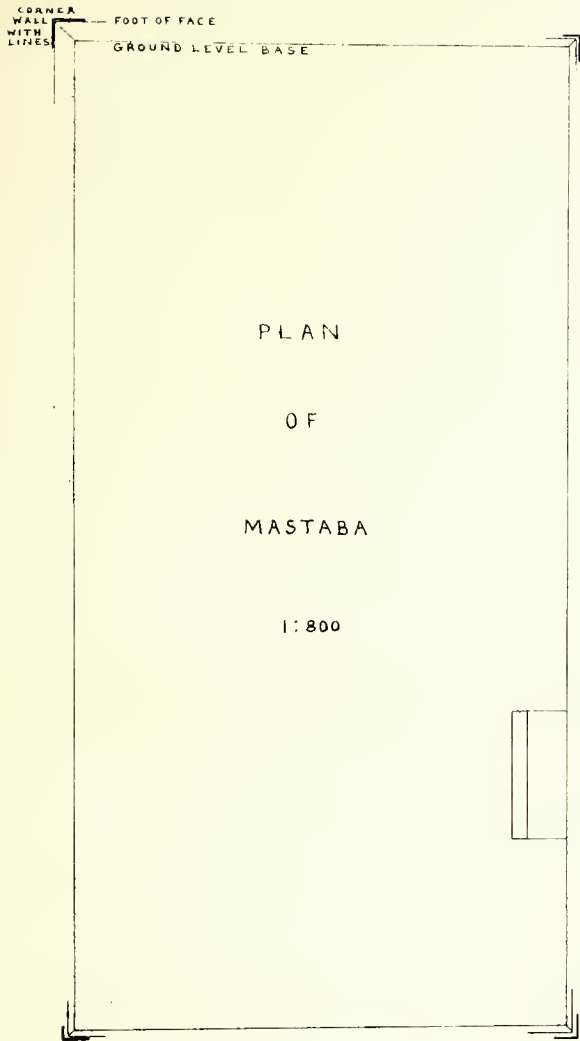 CORNER
WALL
WITH
LINES
FOOT OF FACE
GROUND LEVEL BASE
PLAN
OF
MASTABA
1:800